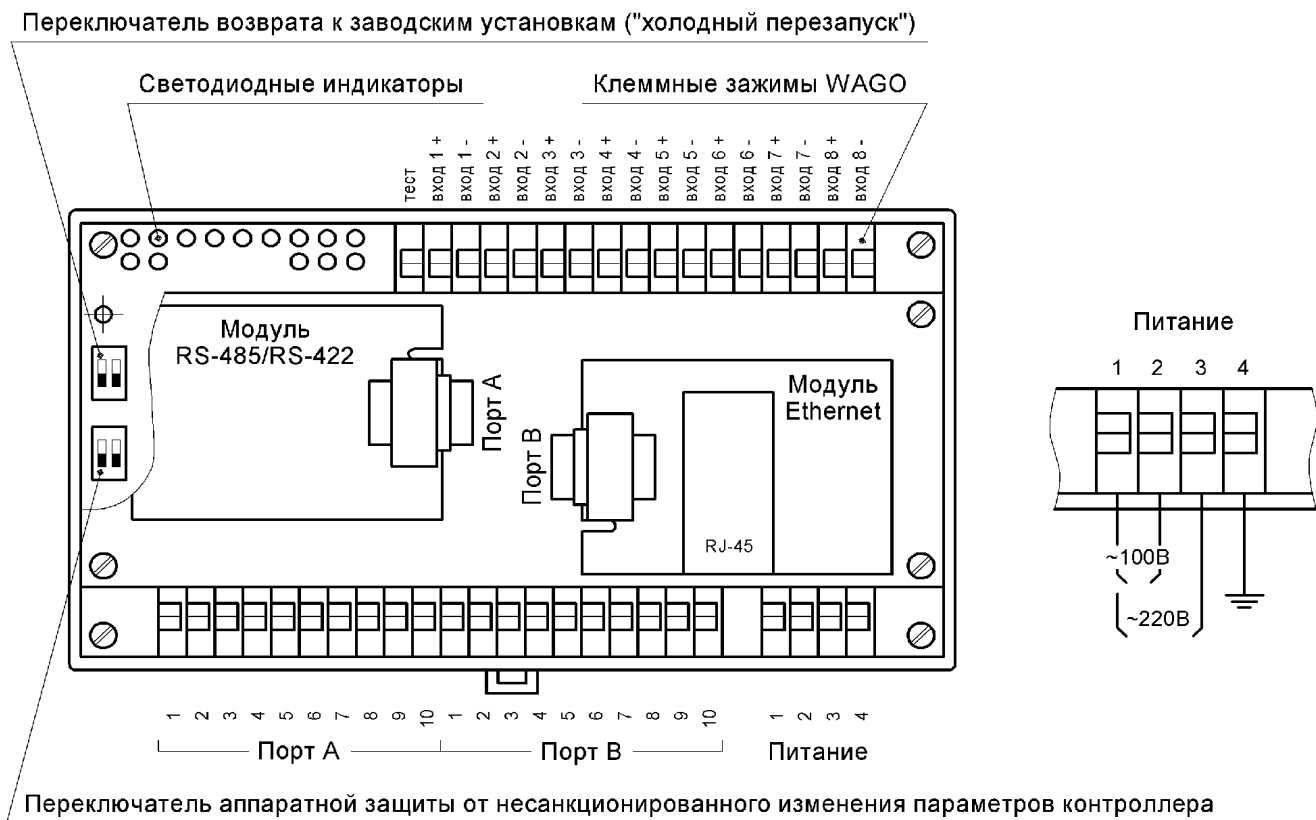 Переключатель возврата к заводским установкам ("холодный перезапуск")
Светодиодные индикаторы
Клеммные зажимы WAGO
тест
вход 1 +
вход 1 -
вход 2 +
вход 2 -
вход 3 +
вход 3 -
вход 4 +
вход 4 -
вход 5 +
вход 5 -
вход 6 +
вход 6 -
вход 7 +
вход 7 -
вход 8 +
вход 8 -
Модуль
RS-485/RS-422
Порт А
Порт В
Модуль
Ethernet
RJ-45
Питание
1 2 3 4
~100В
~220В
1 2 3 4 5 6 7 8 9 10 1 2 3 4 5 6 7 8 9 10 1 2 3 4
Порт А
Порт В
Питание
Переключатель аппаратной защиты от несанкционированного изменения параметров контроллера